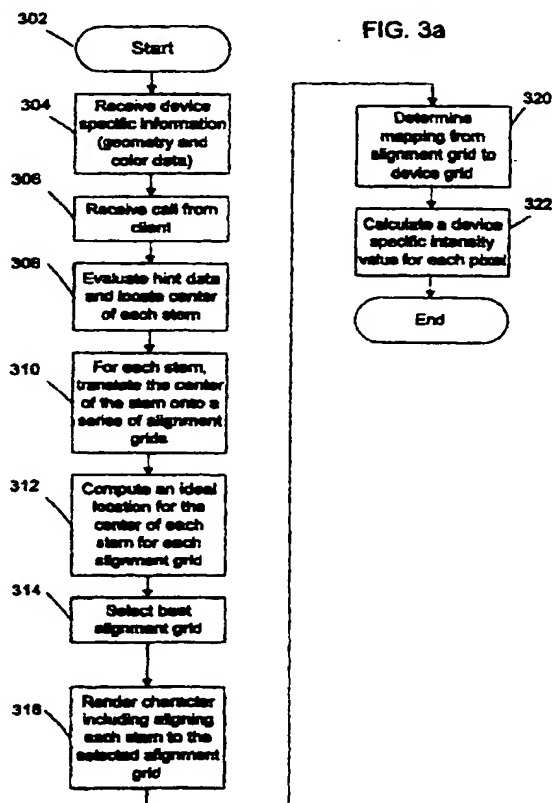 FIG. 3a
302
Start
304
Receive device
specific information
(geometry and
color data)
306
Receive call from
client
308
Evaluate hint data
and locate center
of each stem
310
For each stem,
translate the center
of the stem onto a
series of alignment
grids
312
Compute an ideal
location for the
center of each
stem for each
alignment grid
314
Select best
alignment grid
316
Render character
including aligning
each stem to the
selected alignment
grid
320
Determine
mapping from
alignment grid to
device grid
322
Calculate a device
specific intensity
value for each pixel
End